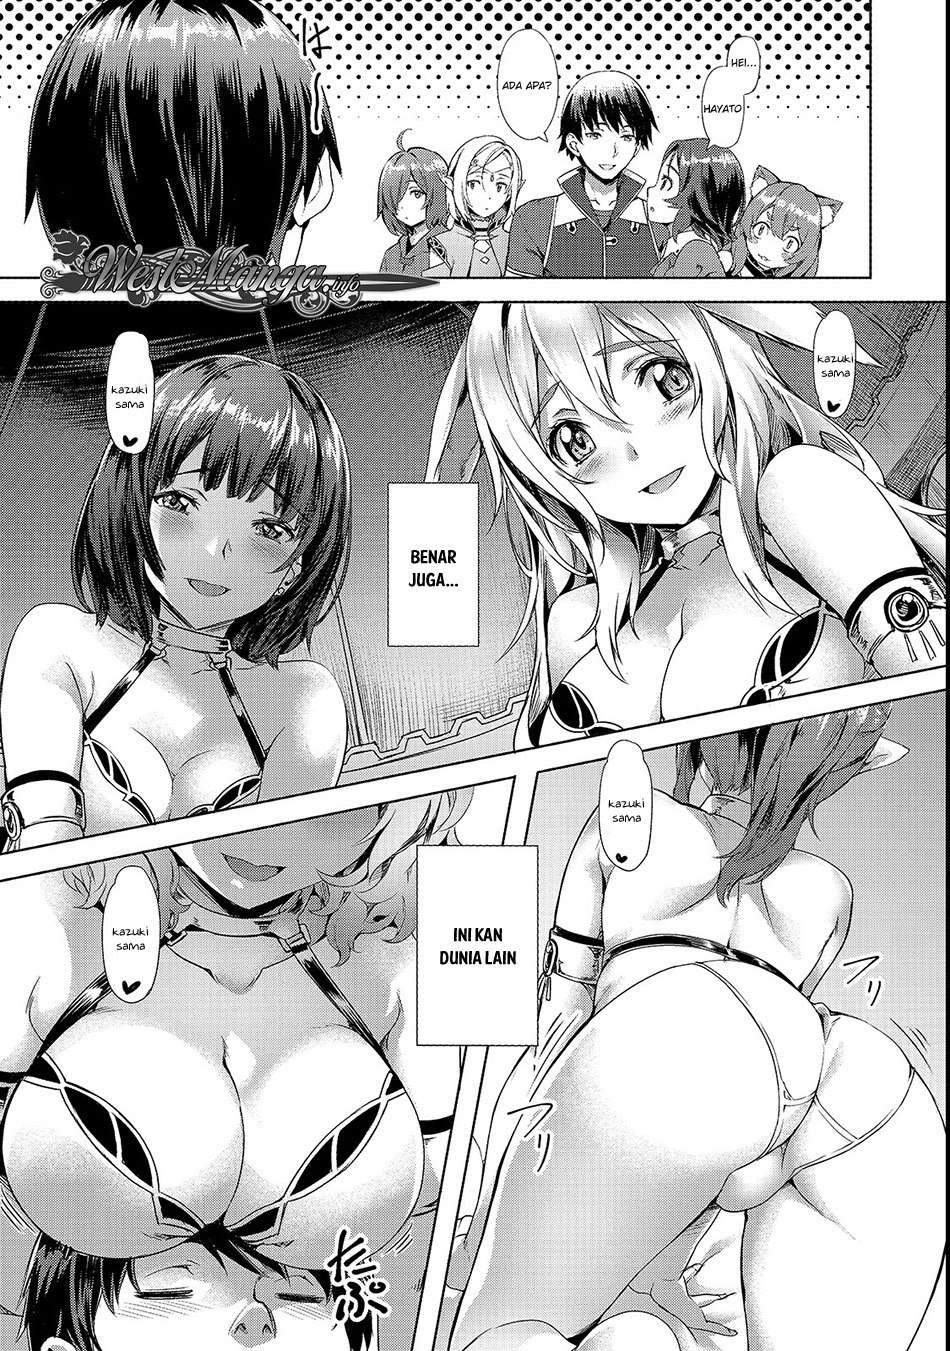 HEI...
HAYATO
ADA APA?
は
WestManga.info
kazuki
sama
kazuki
sama
BENAR
JUGA...
kazuki
sama
kazuki
sama
INI KAN
DUNIA LAIN
フリ
フリ
たぷ